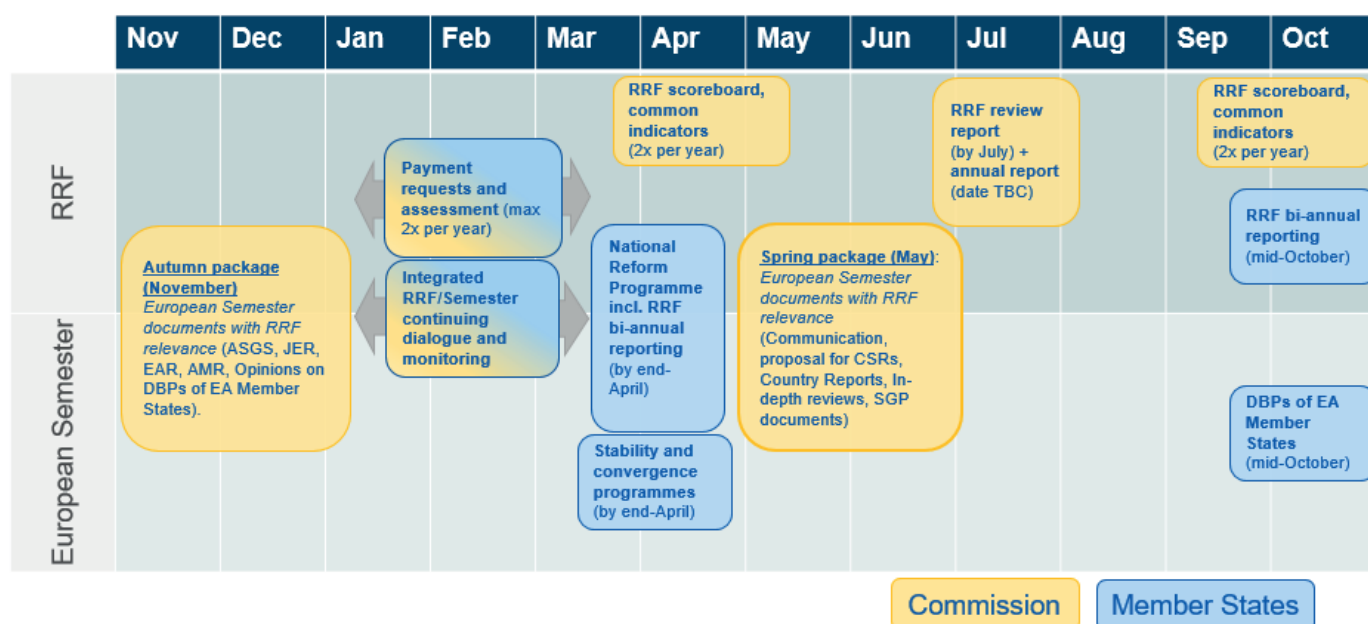 Nov Dec Jan Feb Mar Apr May Jun Jul Aug Sep Oct
RRF
European Semester
Autumn package
(November)
European Semester
documents with RRF
relevance (ASGS, JER,
EAR, AMR, Opinions on
DBPs of EA Member
States).
Payment
requests and
assessment (max
2x per year)
Integrated
RRF/Semester
continuing
dialogue and
monitoring
RRF scoreboard,
common
indicators
(2x per year)
National
Reform
Programme
incl. RRF
bi-annual
reporting
(by end-
April)
Stability and
convergence
programmes
(by end-April)
Spring package (May):
European Semester
documents with RRF
relevance
(Communication,
proposal for CSRs,
Country Reports, In-
depth reviews, SGP
documents)
RRF review
report
(by July) +
annual report
(date TBC)
RRF scoreboard,
common
indicators
(2x per year)
RRF bi-annual
reporting
(mid-October)
DBPs of EA
Member
States
(mid-October)
Commission
Member States